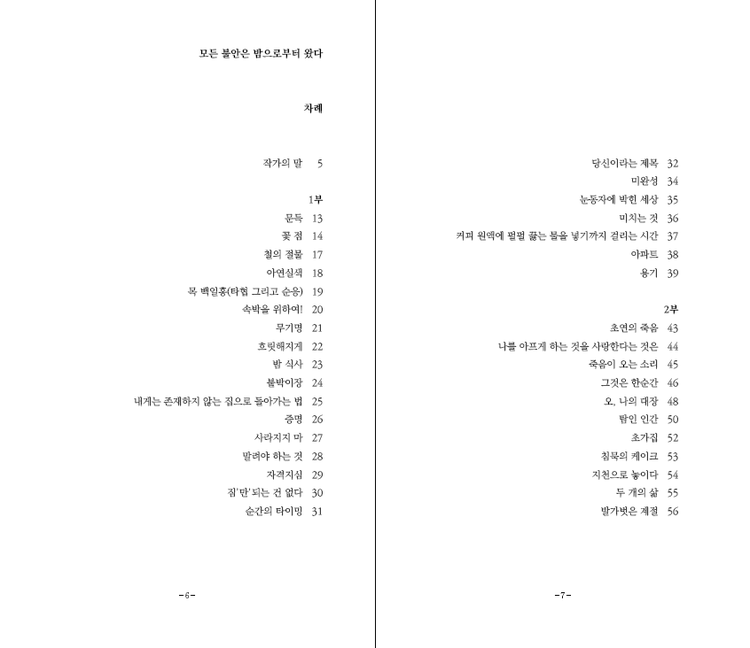 모든 불안은 밤으로부터 왔다
차례
작가의 말 5
1부
문득 13
꽃 점 14
철의 절물 17
아연실색 18
목 백일홍(타협 그리고 순응) 19
속박을 위하여! 20
무기명 21
흐릿해지게 22
밤 식사 23
붙박이장 24
내게는 존재하지 않는 집으로 돌아가는 법 25
증명 26
사라지지 마 27
말려야 하는 것 28
자격지심 29
짐'만'되는 건 없다 30
순간의 타이밍 31
-6-
당신이라는 제목 32
미완성 34
눈동자에 박힌 세상 35
미치는 것 36
커피 원액에 펄펄 끓는 물을 넣기까지 걸리는 시간 37
아파트 38
용기 39
2부
초연의 죽음 43
나를 아프게 하는 것을 사랑한다는 것은 44
죽음이 오는 소리 45
그것은 한순간 46
오, 나의 대장 48
탐인 인간 50
초가집 52
침묵의 케이크 53
지천으로 놓이다 54
두 개의 삶 55
발가벗은 계절 56
-7-